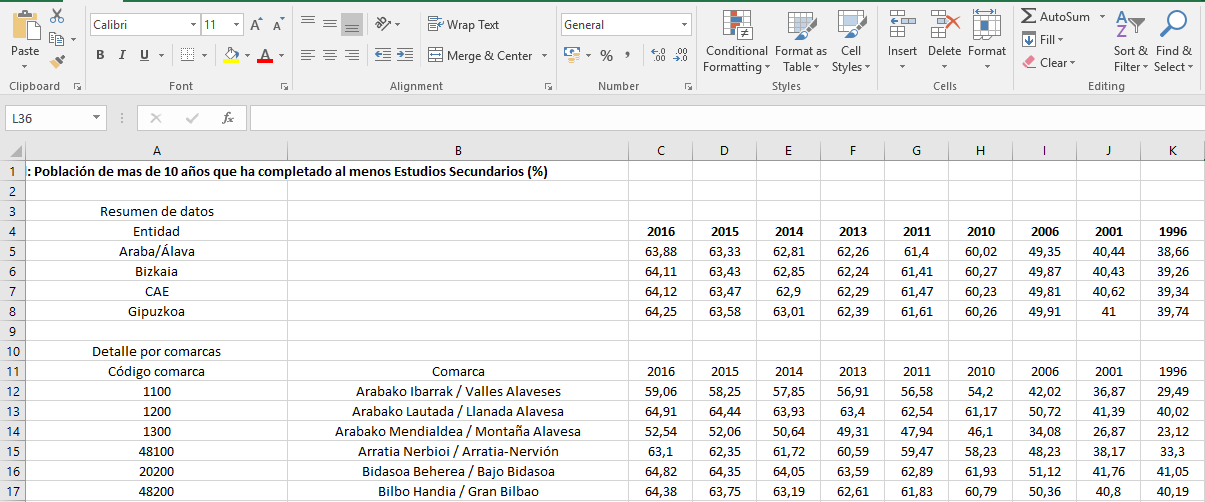 Calibri 11 Wrap Text General AutoSum
Paste B I U Merge & Center % Conditional Formatting Format as Table Cell Styles Insert Delete Format Fill Sort & Filter Find & Select
Clear
Clipboard Font Alignment Number Styles Cells Editing
L36 fx
A B C D E F G H I J K
1 : Población de mas de 10 años que ha completado al menos Estudios Secundarios (%)
2
3 Resumen de datos
4 Entidad 2016 2015 2014 2013 2011 2010 2006 2001 1996
5 Araba/Álava 63,88 63,33 62,81 62,26 61,4 60,02 49,35 40,44 38,66
6 Bizkaia 64,11 63,43 62,85 62,24 61,41 60,27 49,87 40,43 39,26
7 CAE 64,12 63,47 62,9 62,29 61,47 60,23 49,81 40,62 39,34
8 Gipuzkoa 64,25 63,58 63,01 62,39 61,61 60,26 49,91 41 39,74
9
10 Detalle por comarcas
11 Código comarca Comarca 2016 2015 2014 2013 2011 2010 2006 2001 1996
12 1100 Arabako Ibarrak / Valles Alaveses 59,06 58,25 57,85 56,91 56,58 54,2 42,02 36,87 29,49
13 1200 Arabako Lautada / Llanada Alavesa 64,91 64,44 63,93 63,4 62,54 61,17 50,72 41,39 40,02
14 1300 Arabako Mendialdea / Montaña Alavesa 52,54 52,06 50,64 49,31 47,94 46,1 34,08 26,87 23,12
15 48100 Arratia Nerbioi / Arratia-Nervión 63,1 62,35 61,72 60,59 59,47 58,23 48,23 38,17 33,3
16 20200 Bidasoa Beherea / Bajo Bidasoa 64,82 64,35 64,05 63,59 62,89 61,93 51,12 41,76 41,05
17 48200 Bilbo Handia / Gran Bilbao 64,38 63,75 63,19 62,61 61,83 60,79 50,36 40,8 40,19